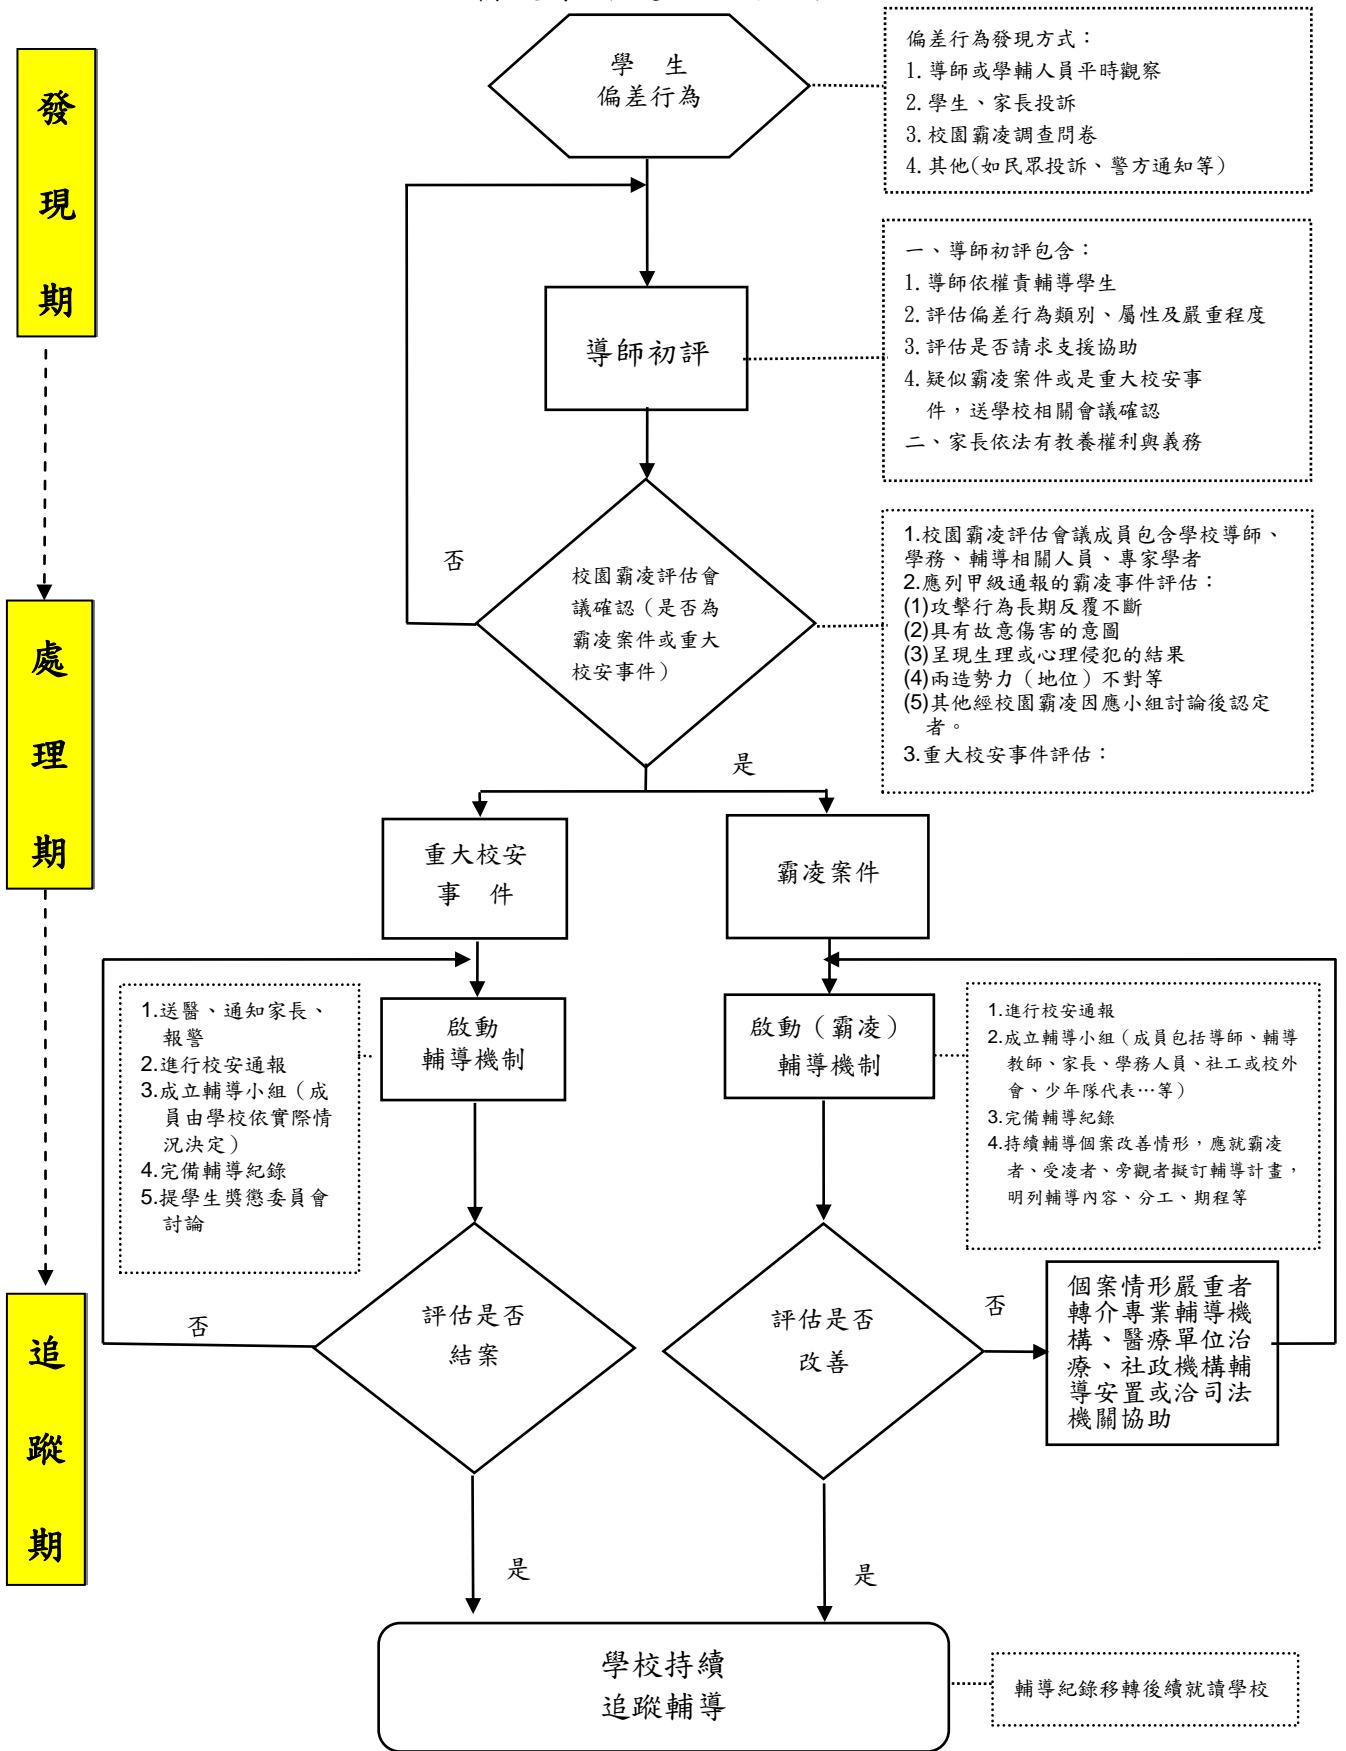 發
現
期
處
理
期
追
蹤
期
學 生
偏差行為
偏差行為發現方式：
1. 導師或學輔人員平時觀察
2. 學生、家長投訴
3. 校園霸凌調查問卷
4. 其他(如民眾投訴、警方通知等)
導師初評
一、導師初評包含：
1. 導師依權責輔導學生
2. 評估偏差行為類別、屬性及嚴重程度
3. 評估是否請求支援協助
4. 疑似霸凌案件或是重大校安事
件，送學校相關會議確認
二、家長依法有教養權利與義務
否
校園霸凌評估會
議確認（是否為
霸凌案件或重大
校安事件）
1.校園霸凌評估會議成員包含學校導師、
學務、輔導相關人員、專家學者
2.應列甲級通報的霸凌事件評估：
(1)攻擊行為長期反覆不斷
(2)具有故意傷害的意圖
(3)呈現生理或心理侵犯的結果
(4)兩造勢力（地位）不對等
(5)其他經校園霸凌因應小組討論後認定
者。
3.重大校安事件評估：
是
重大校安
事 件
霸凌案件
1.送醫、通知家長、
報警
2.進行校安通報
3.成立輔導小組（成
員由學校依實際情
況決定）
4.完備輔導紀錄
5.提學生獎懲委員會
討論
啟動
輔導機制
啟動（霸凌）
輔導機制
1.進行校安通報
2.成立輔導小組（成員包括導師、輔導
教師、家長、學務人員、社工或校外
會、少年隊代表…等）
3.完備輔導紀錄
4.持續輔導個案改善情形，應就霸凌
者、受凌者、旁觀者擬訂輔導計畫，
明列輔導內容、分工、期程等
否
評估是否
結案
評估是否
改善
否
個案情形嚴重者
轉介專業輔導機
構、醫療單位治
療、社政機構輔
導安置或洽司法
機關協助
是
是
學校持續
追蹤輔導
輔導紀錄移轉後續就讀學校